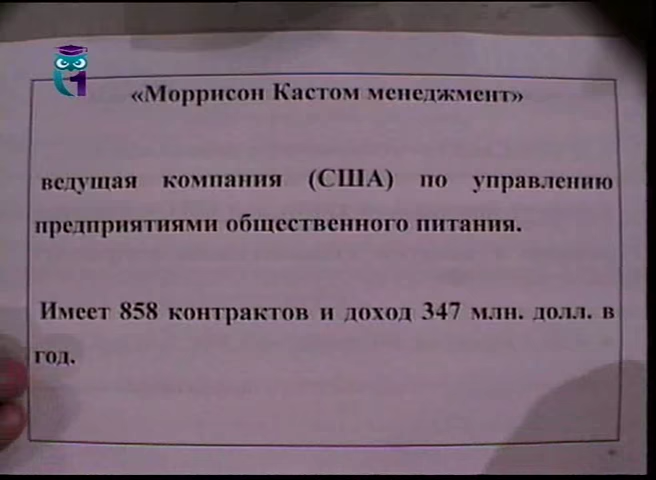 1
«Моррисон Кастом менеджмент»
ведущая компания (США) по управлению
предприятиями общественного питания.
Имеет 858 контрактов и доход 347 млн. долл. в
год.